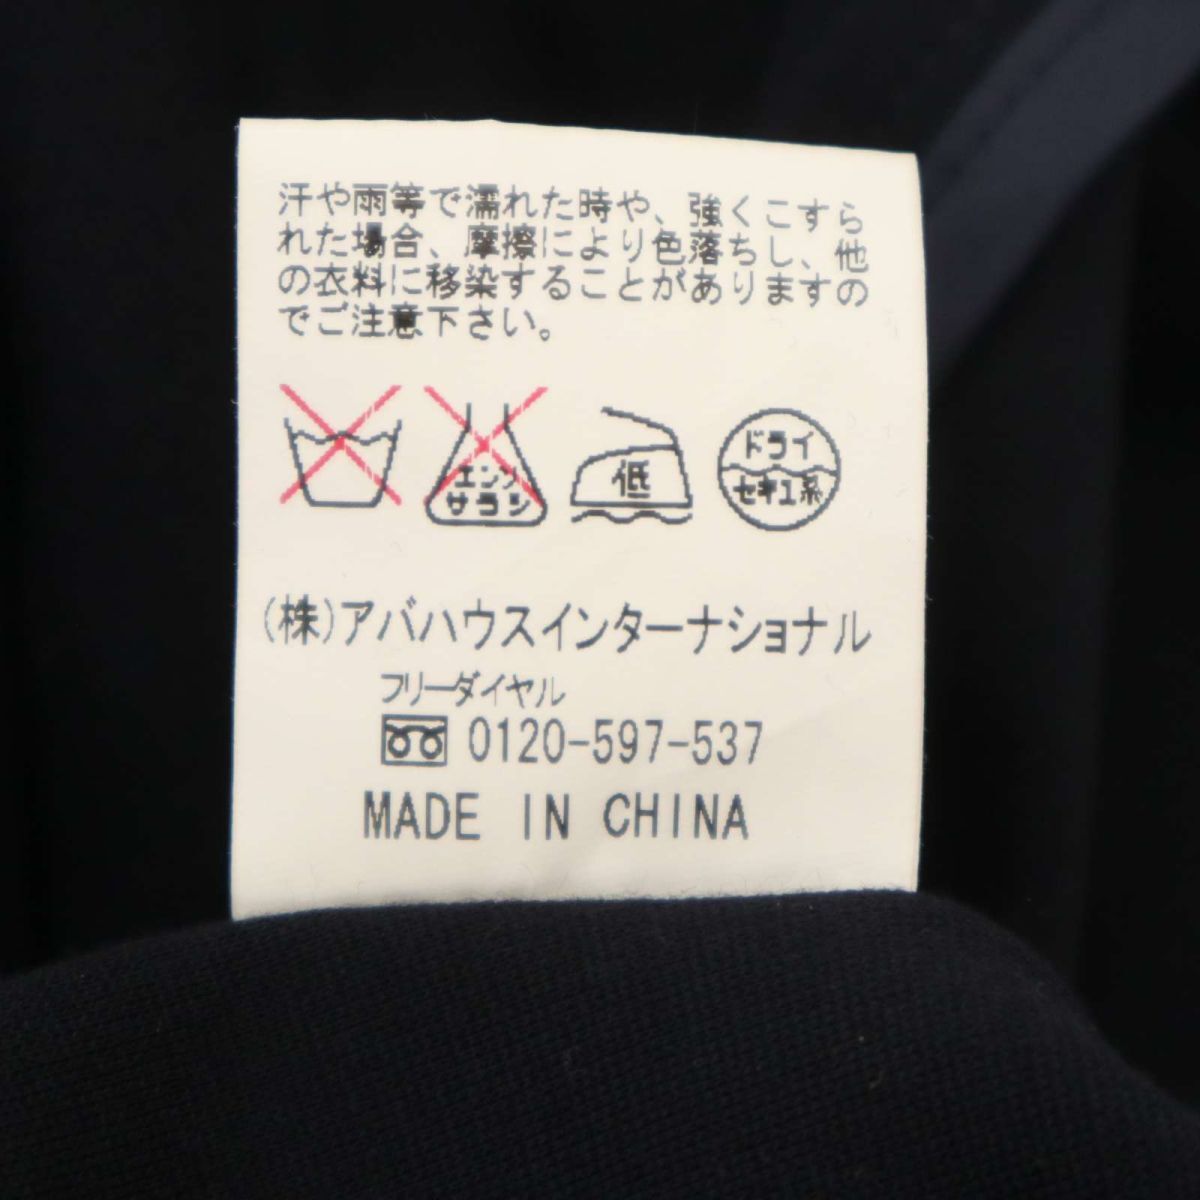 汗や雨等で濡れた時や、強くこすら
れた場合、摩擦により色落ちし、他
の衣料に移染することがありますの
でご注意下さい。
エンソ
サラシ
低
ドライ
セキユ系
(株)アバハウスインターナショナル
フリーダイヤル
0120-597-537
MADE IN CHINA